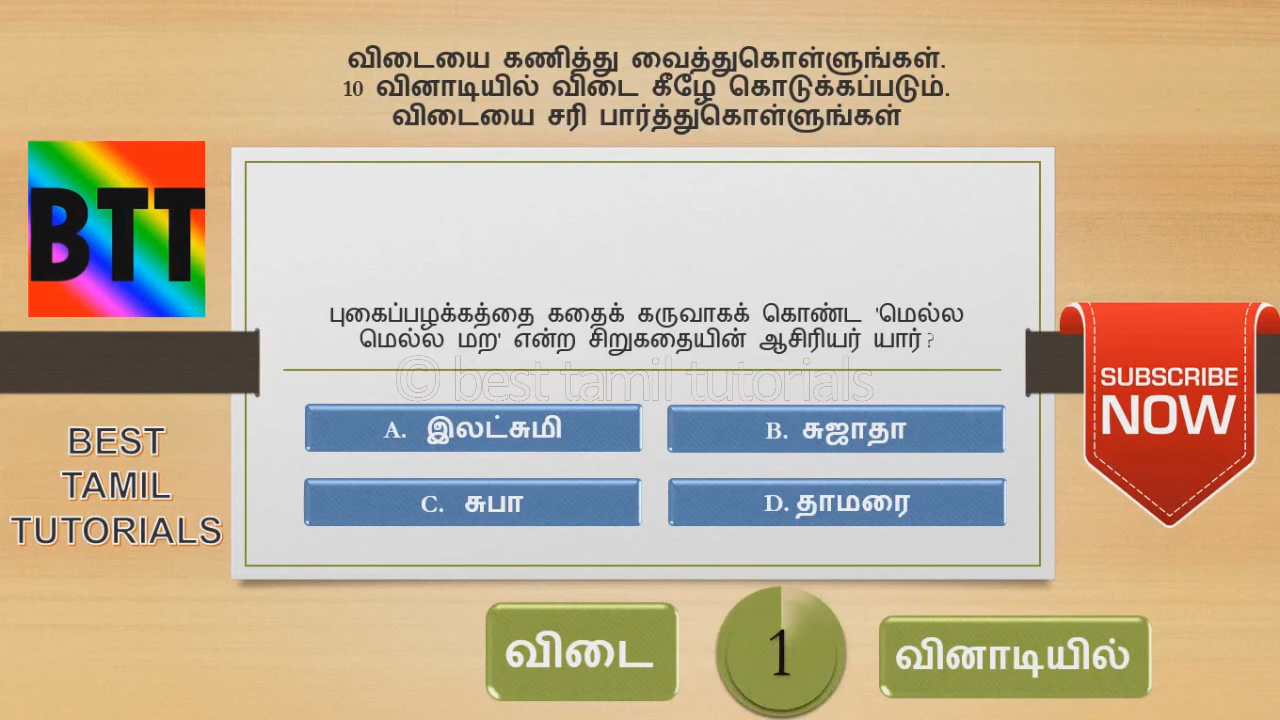 விடையை கணித்து வைத்துகொள்ளுங்கள்.
10 வினாடியில் விடை கீழே கொடுக்கப்படும்.
விடையை சரி பார்த்துகொள்ளுங்கள்
BTT
புகைப்பழக்கத்தை கதைக் கருவாகக் கொண்ட 'மெல்ல
மெல்ல மற' என்ற சிறுகதையின் ஆசிரியர் யார்?
© best tamil tutorials
SUBSCRIBE
NOW
A. இலட்சுமி
B. சுஜாதா
BEST
TAMIL
TUTORIALS
C. சுபா
D. தாமரை
விடை
1
வினாடியில்